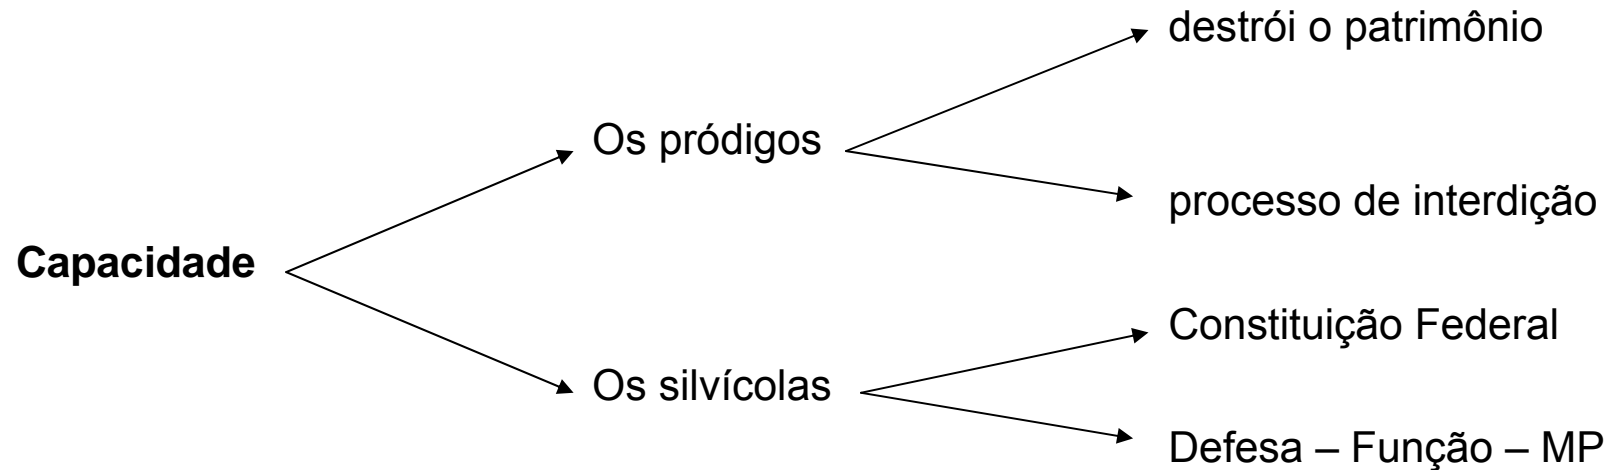 destrói o patrimônio
Os pródigos
processo de interdição
Capacidade
Constituição Federal
Os silvícolas
Defesa – Função – MP